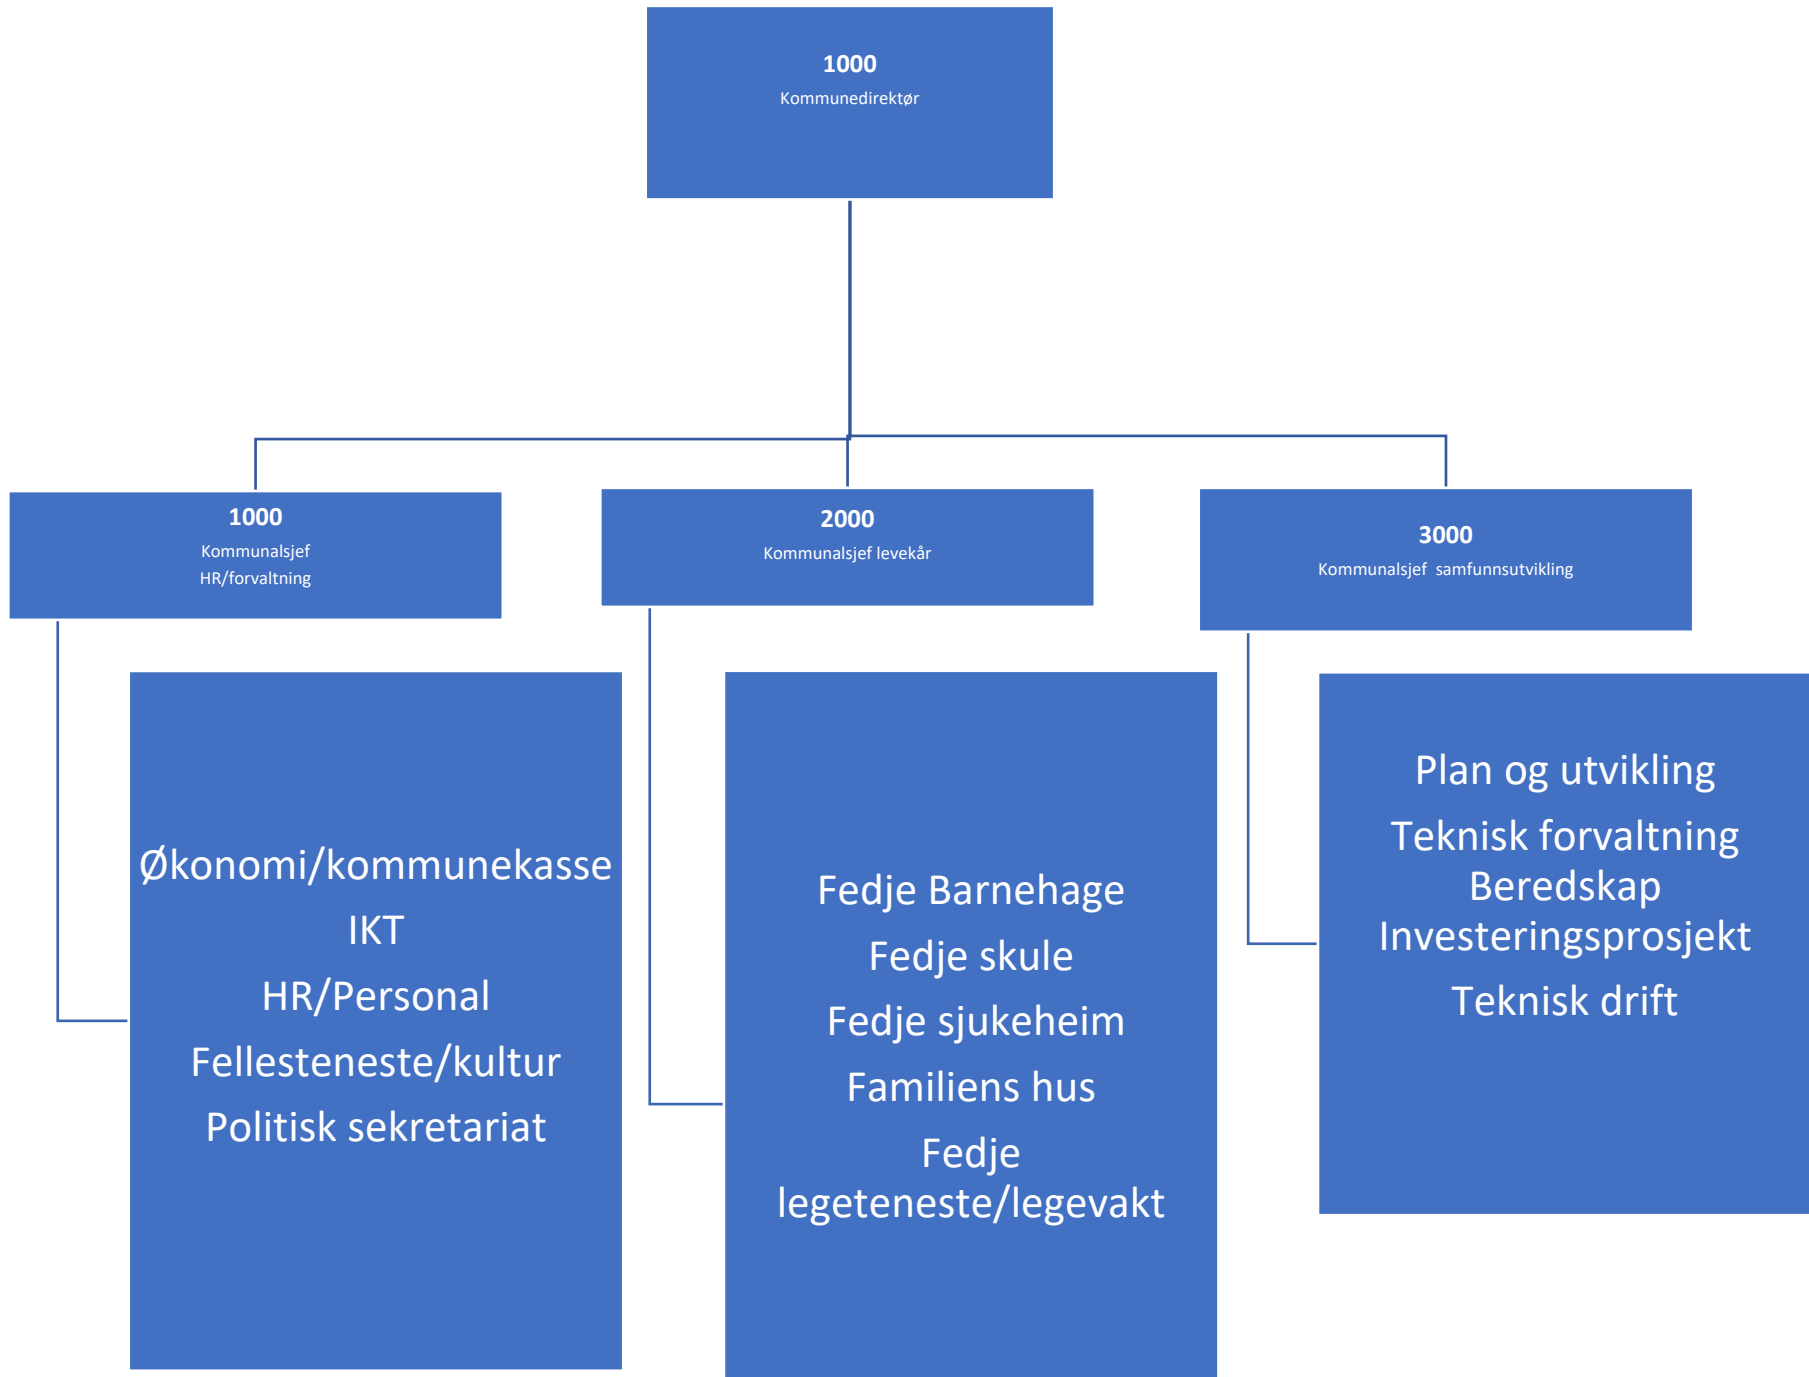 1000
Kommunedirektør
1000
Kommunalsjef
HR/forvaltning
2000
Kommunalsjef levekår
3000
Kommunalsjef samfunnsutvikling
Økonomi/kommunekasse
IKT
HR/Personal
Fellesteneste/kultur
Politisk sekretariat
Fedje Barnehage
Fedje skule
Fedje sjukeheim
Familiens hus
Fedje
legeteneste/legevakt
Plan og utvikling
Teknisk forvaltning
Beredskap
Investeringsprosjekt
Teknisk drift